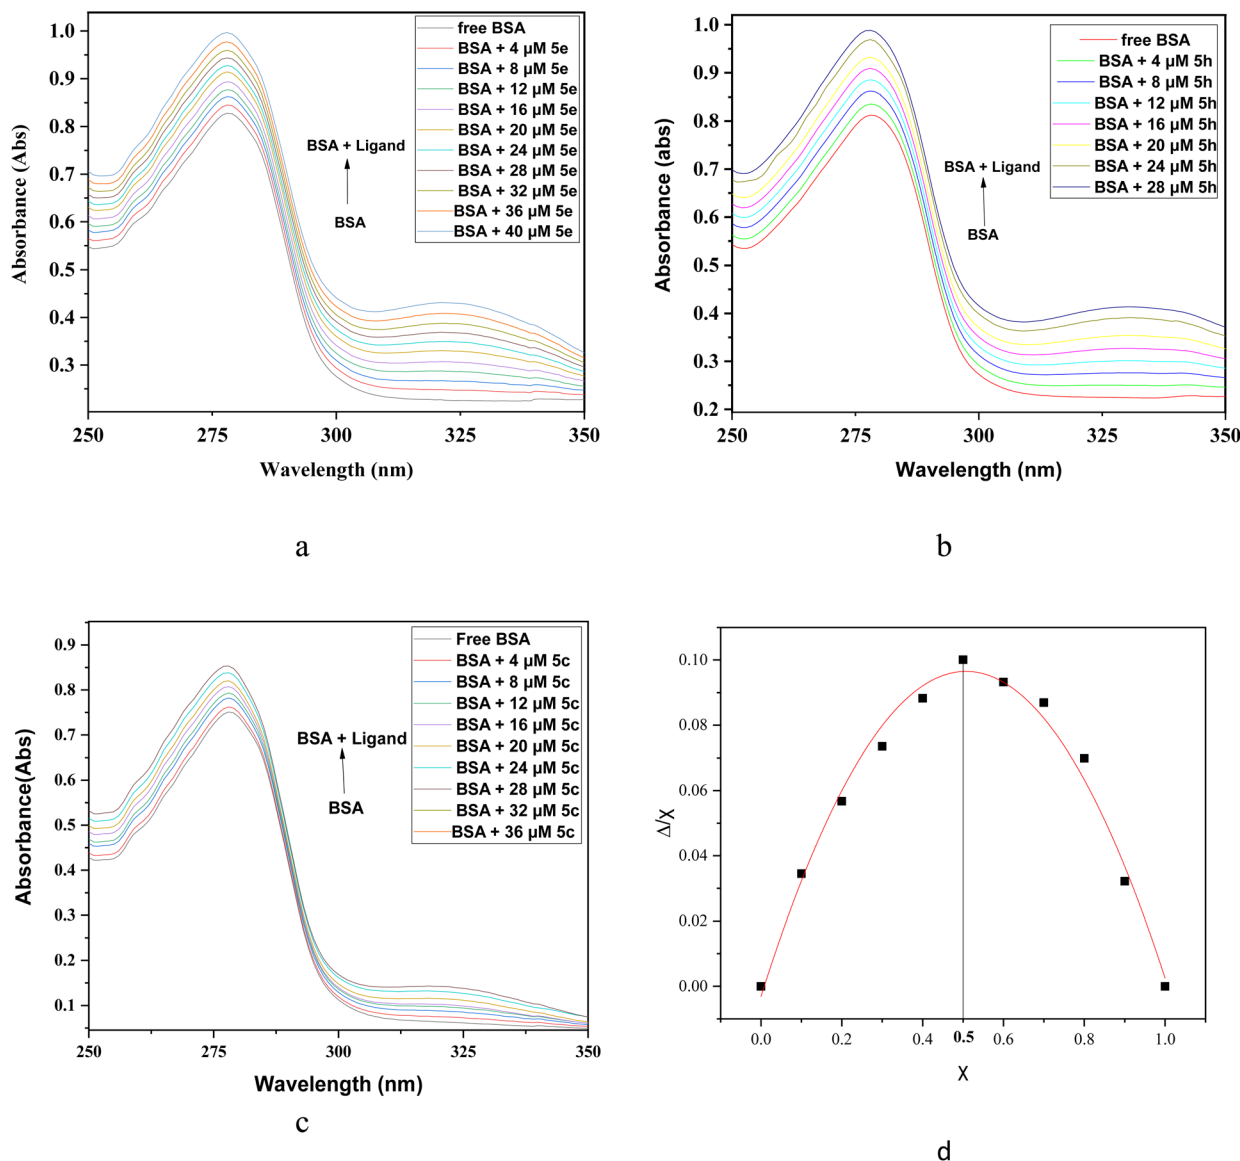 1.0
0.9
0.8
0.7
0.6
0.5
0.4
0.3
250
275
300
325
350
Absorbance (Abs)
Wavelength (nm)
free BSA
BSA + 4 µM 5e
BSA + 8 µM 5e
BSA + 12 µM 5e
BSA + 16 µM 5e
BSA + 20 µM 5e
BSA + 24 µM 5e
BSA + 28 µM 5e
BSA + 32 µM 5e
BSA + 36 µM 5e
BSA + 40 µM 5e
BSA + Ligand
BSA
a
1.0
0.9
0.8
0.7
0.6
0.5
0.4
0.3
0.2
250
275
300
325
350
Absorbance (abs)
Wavelength (nm)
free BSA
BSA + 4 µM 5h
BSA + 8 µM 5h
BSA + 12 µM 5h
BSA + 16 µM 5h
BSA + 20 µM 5h
BSA + 24 µM 5h
BSA + 28 µM 5h
BSA + Ligand
BSA
b
0.9
0.8
0.7
0.6
0.5
0.4
0.3
0.2
0.1
250
275
300
325
350
Absorbance(Abs)
Wavelength (nm)
Free BSA
BSA + 4 µM 5c
BSA + 8 µM 5c
BSA + 12 µM 5c
BSA + 16 µM 5c
BSA + 20 µM 5c
BSA + 24 µM 5c
BSA + 28 µM 5c
BSA + 32 µM 5c
BSA + 36 µM 5c
BSA + Ligand
BSA
c
0.10
0.08
0.06
0.04
0.02
0.00
0.0
0.2
0.4
0.5
0.6
0.8
1.0
Δ/χ
χ
d